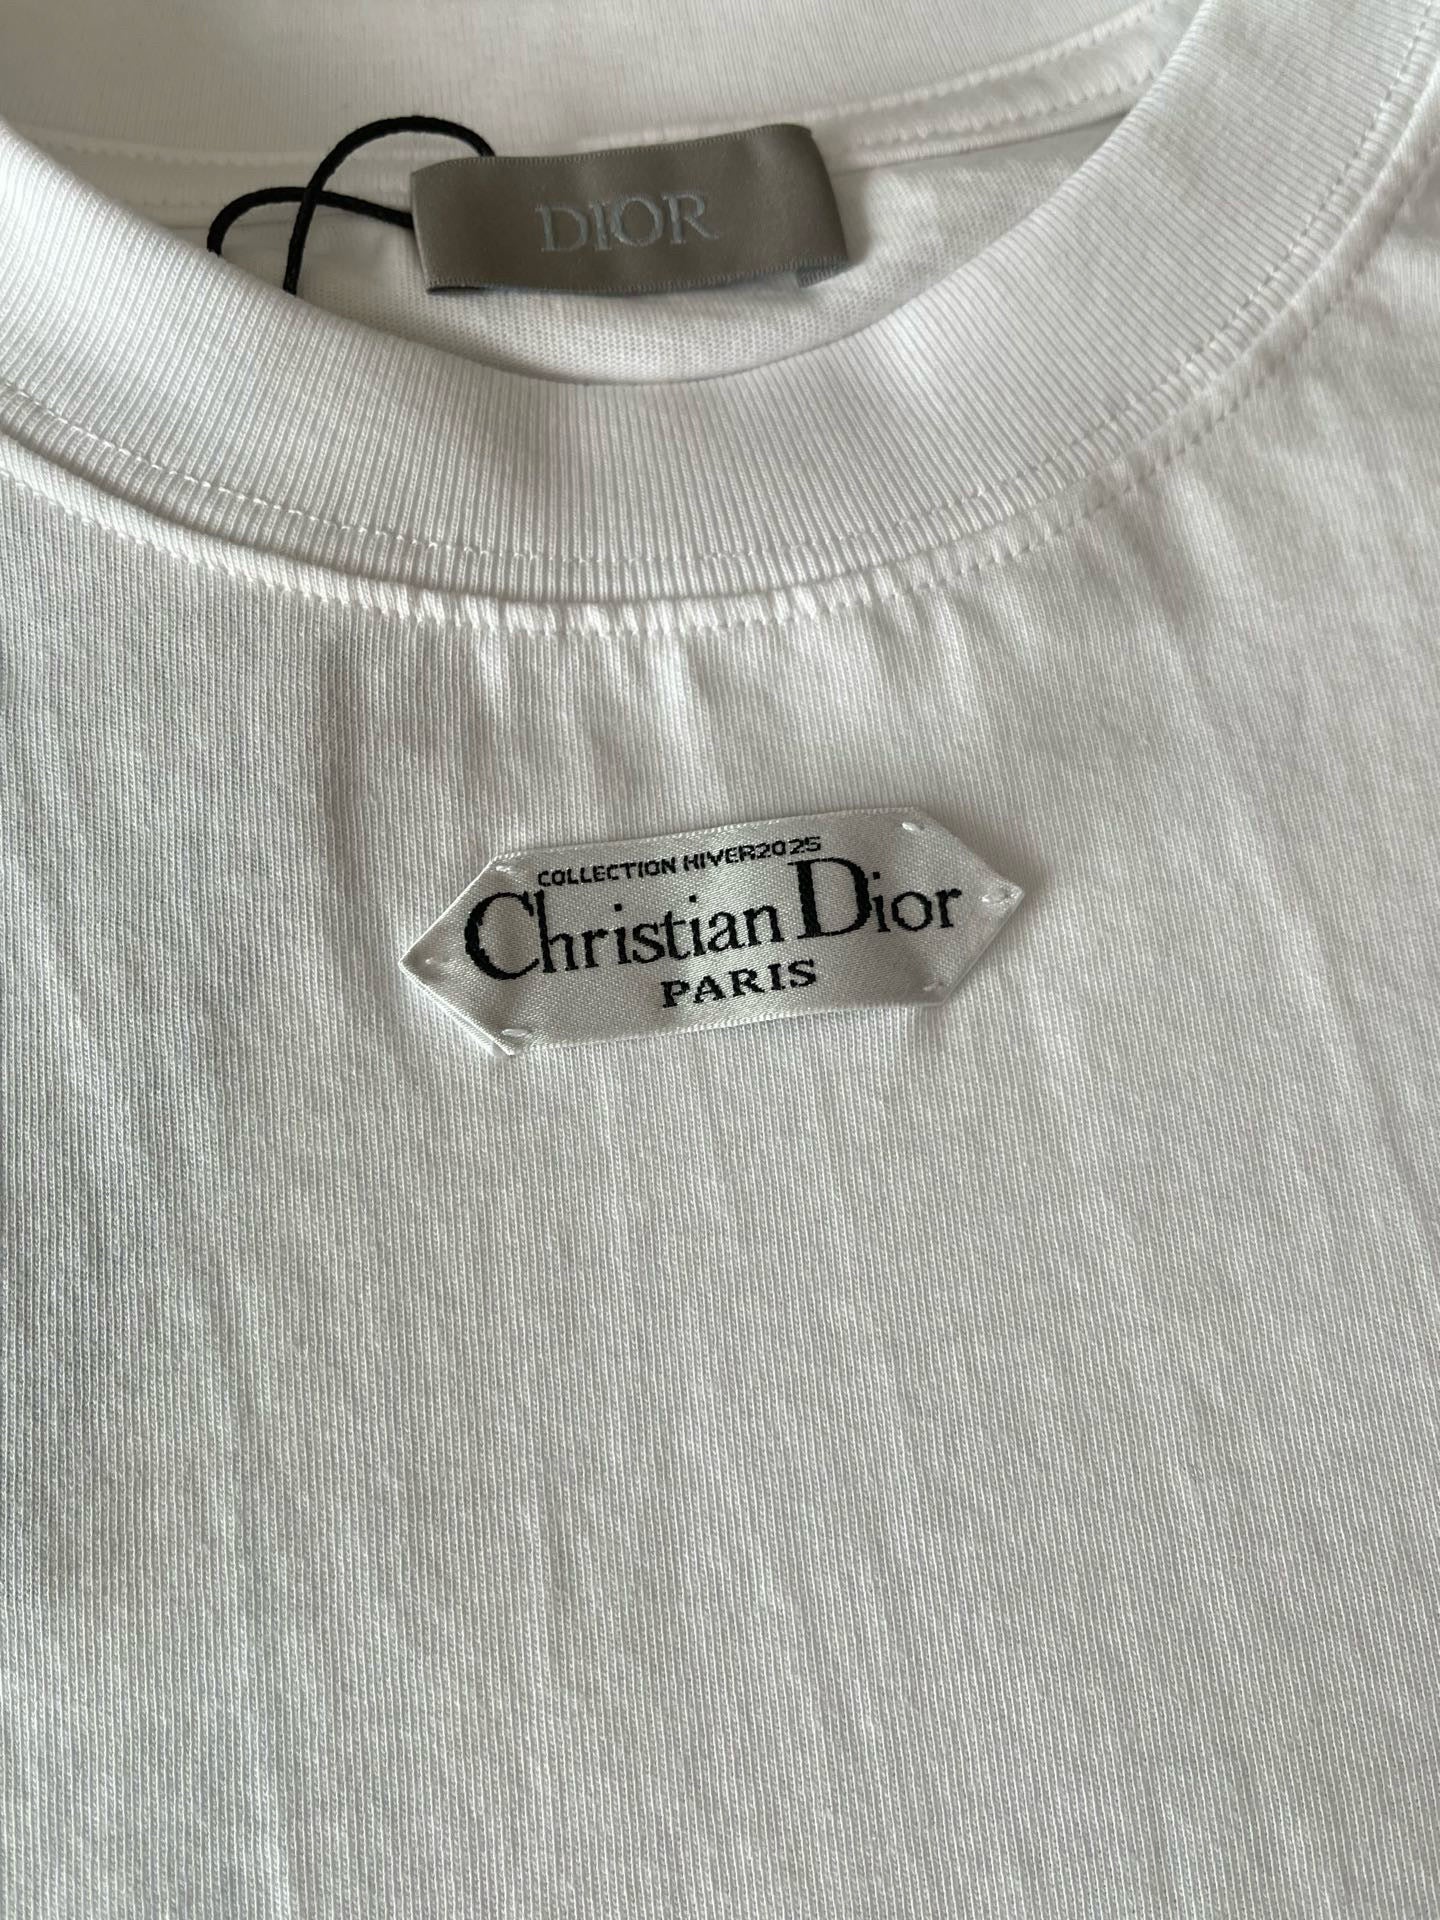 DIOR
COLLECTION HIVER2025
Christian Dior
PARIS